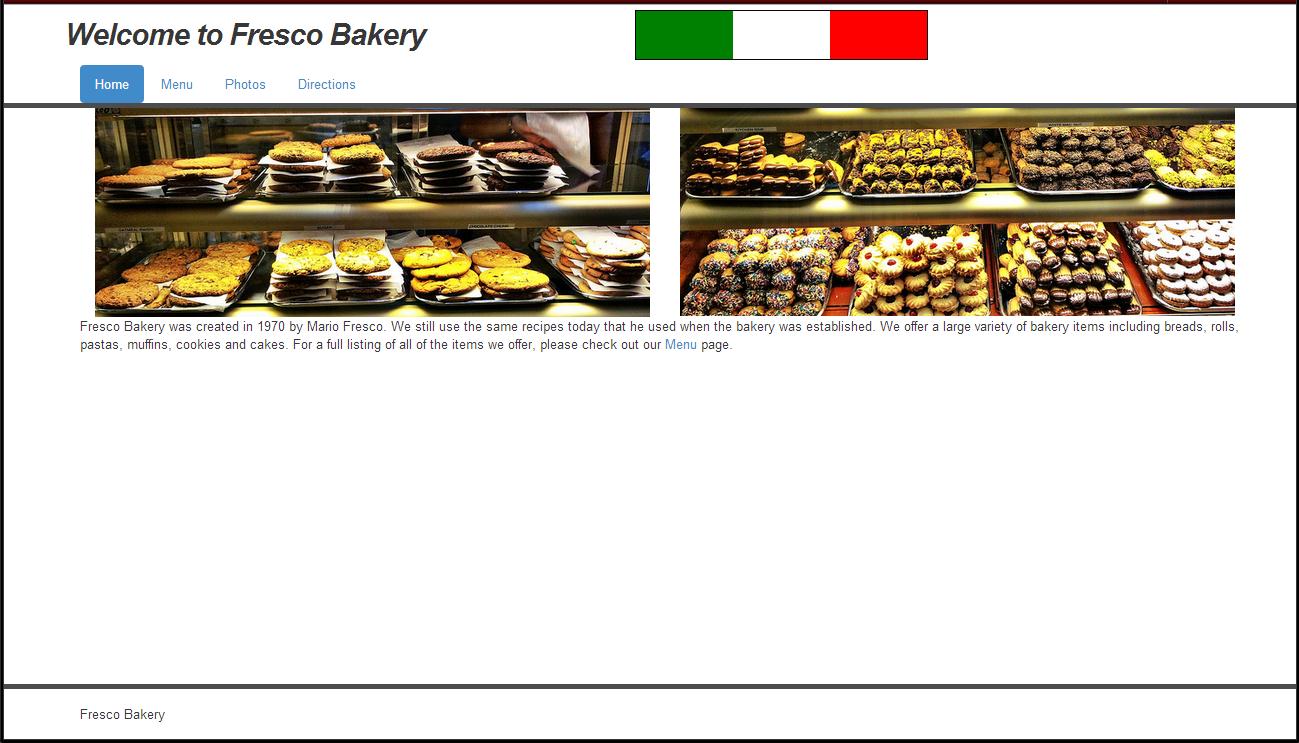 Welcome to Fresco Bakery
Home Menu Photos Directions
Fresco Bakery was created in 1970 by Mario Fresco. We still use the same recipes today that he used when the bakery was established. We offer a large variety of bakery items including breads, rolls,
pastas, muffins, cookies and cakes. For a full listing of all of the items we offer, please check out our Menu page.
Fresco Bakery